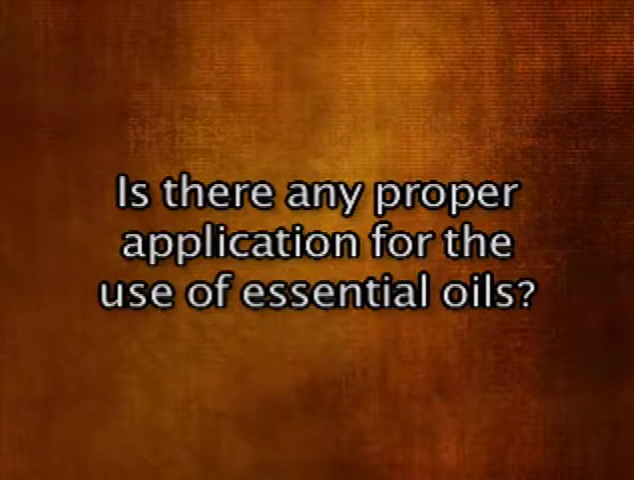 Is there any proper
application for the
use of essential oils?